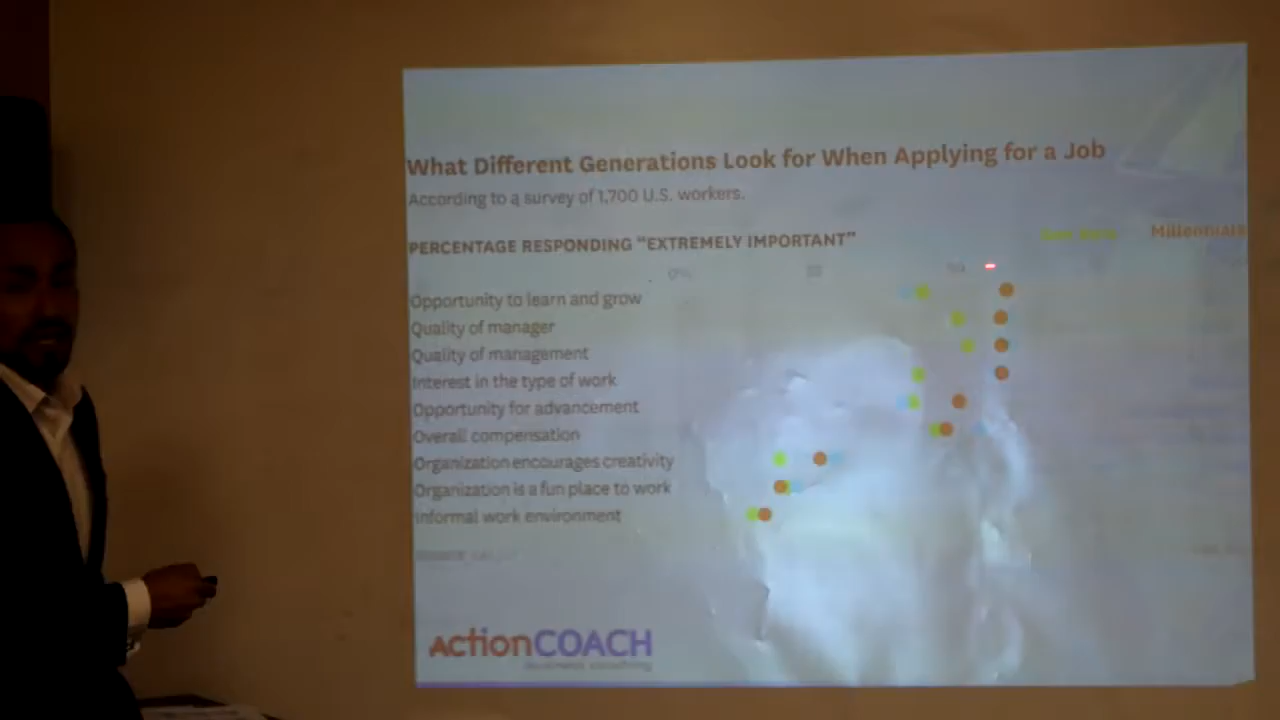 What Different Generations Look for When Applying for a Job
According to a survey of 1,700 U.S. workers.
PERCENTAGE RESPONDING “EXTREMELY IMPORTANT”
Millennials
0%
Opportunity to learn and grow
Quality of manager
Quality of management
Interest in the type of work
Opportunity for advancement
Overall compensation
Organization encourages creativity
Organization is a fun place to work
Informal work environment
ActionCOACH